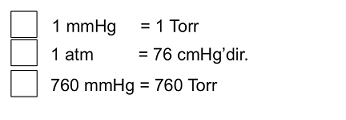 1 mmHg = 1 Torr
1 atm = 76 cmHg'dir.
760 mmHg = 760 Torr